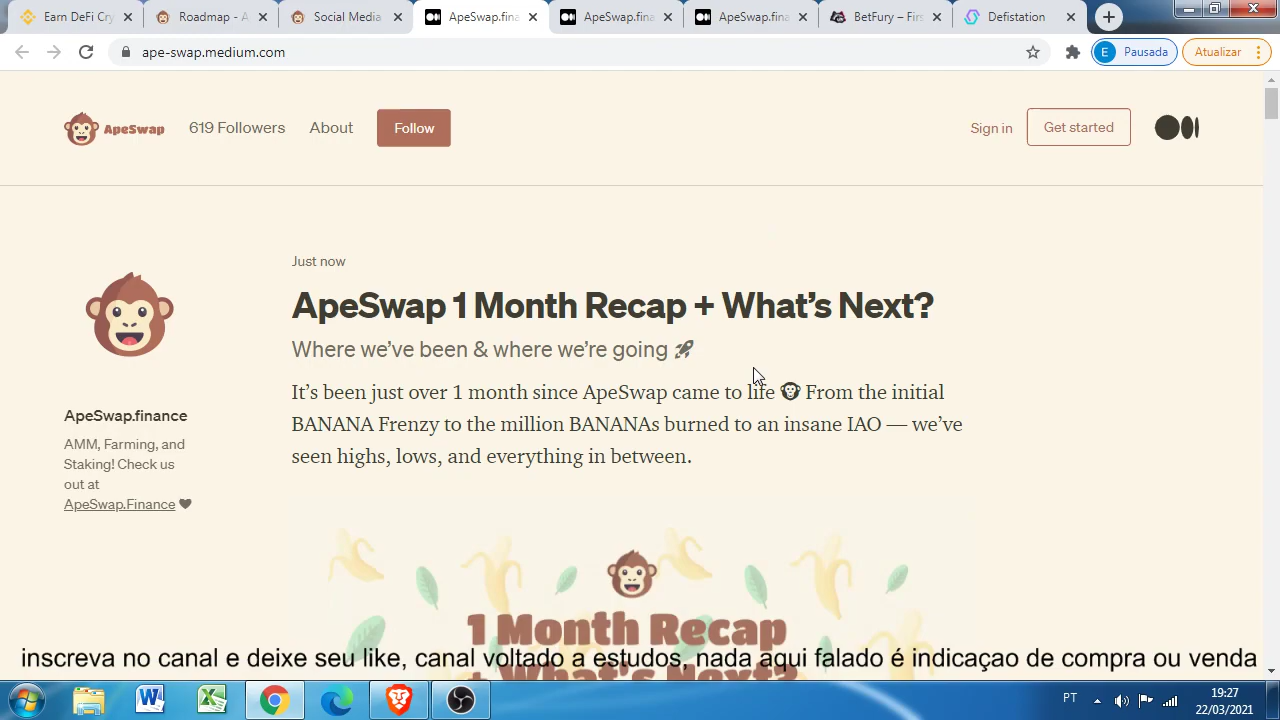 Earn DeFi Cry
Roadmap - A
Social Media
ApeSwap.fina
ApeSwap.fina
ApeSwap.fina
BetFury – Firs
Defistation
ape-swap.medium.com
E
Pausada
Atualizar
ApeSwap
619 Followers
About
Follow
Sign in
Get started
Just now
ApeSwap 1 Month Recap + What's Next?
Where we've been & where we're going 🚀
It's been just over 1 month since ApeSwap came to life 🐵 From the initial
BANANA Frenzy to the million BANANAs burned to an insane IAO — we've
seen highs, lows, and everything in between.
ApeSwap.finance
AMM, Farming, and
Staking! Check us
out at
ApeSwap.Finance ♥
1 Month Recap
+ What's Next?
inscreva no canal e deixe seu like, canal voltado a estudos, nada aqui falado é indicaçao de compra ou venda
PT
19:27
22/03/2021